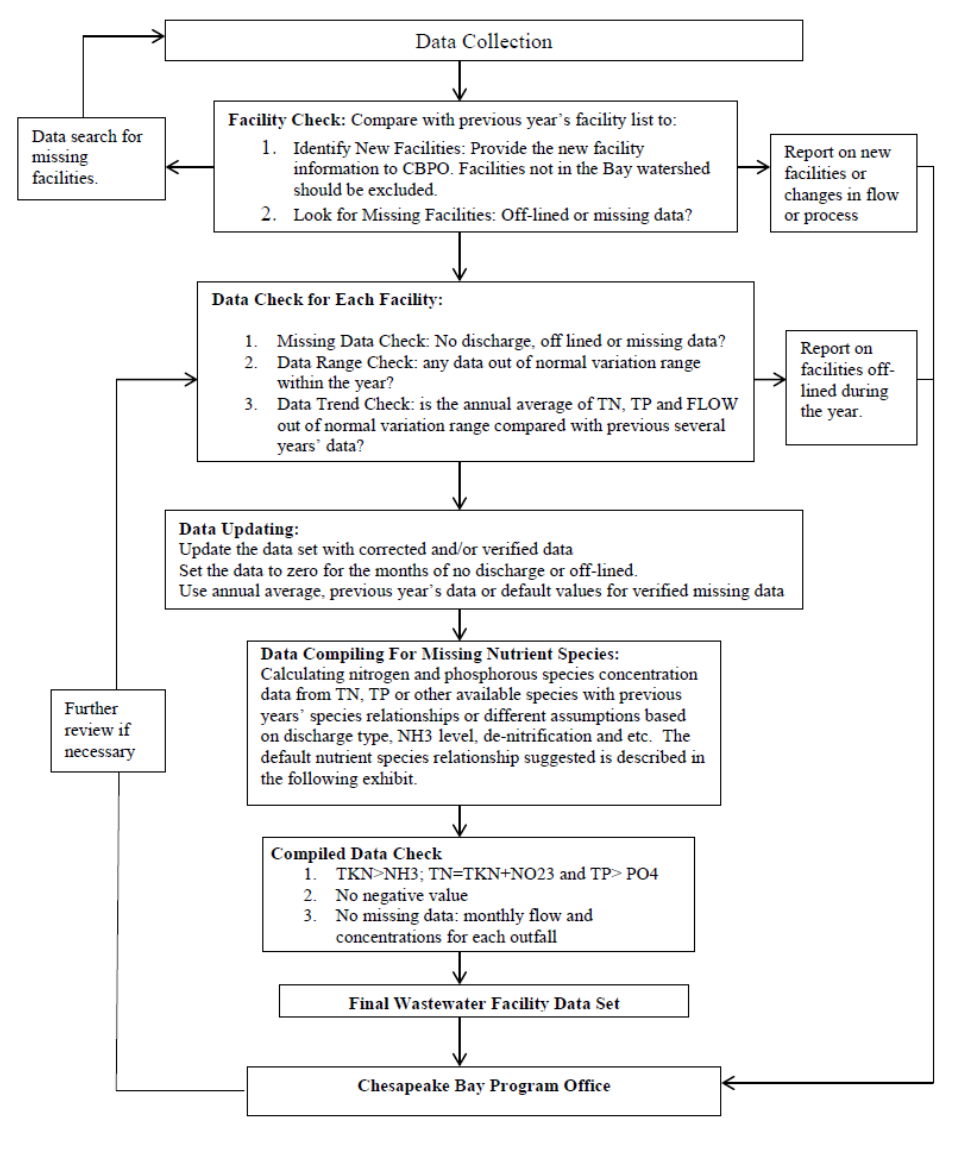 Data Collection
Data search for
missing
facilities.
Facility Check: Compare with previous year's facility list to:
1. Identify New Facilities: Provide the new facility
information to CBPO. Facilities not in the Bay watershed
should be excluded.
2. Look for Missing Facilities: Off-lined or missing data?
Report on new
facilities or
changes in flow
or process
Data Check for Each Facility:
1. Missing Data Check: No discharge, off lined or missing data?
2. Data Range Check: any data out of normal variation range
within the year?
3. Data Trend Check: is the annual average of TN, TP and FLOW
out of normal variation range compared with previous several
years' data?
Report on
facilities off-
lined during
the year.
Data Updating:
Update the data set with corrected and/or verified data
Set the data to zero for the months of no discharge or off-lined.
Use annual average, previous year's data or default values for verified missing data
Data Compiling For Missing Nutrient Species:
Calculating nitrogen and phosphorous species concentration
data from TN, TP or other available species with previous
years' species relationships or different assumptions based
on discharge type, NH3 level, de-nitrification and etc. The
default nutrient species relationship suggested is described in
the following exhibit.
Further
review if
necessary
Compiled Data Check
1. TKN>NH3; TN=TKN+NO23 and TP> PO4
2. No negative value
3. No missing data: monthly flow and
concentrations for each outfall
Final Wastewater Facility Data Set
Chesapeake Bay Program Office